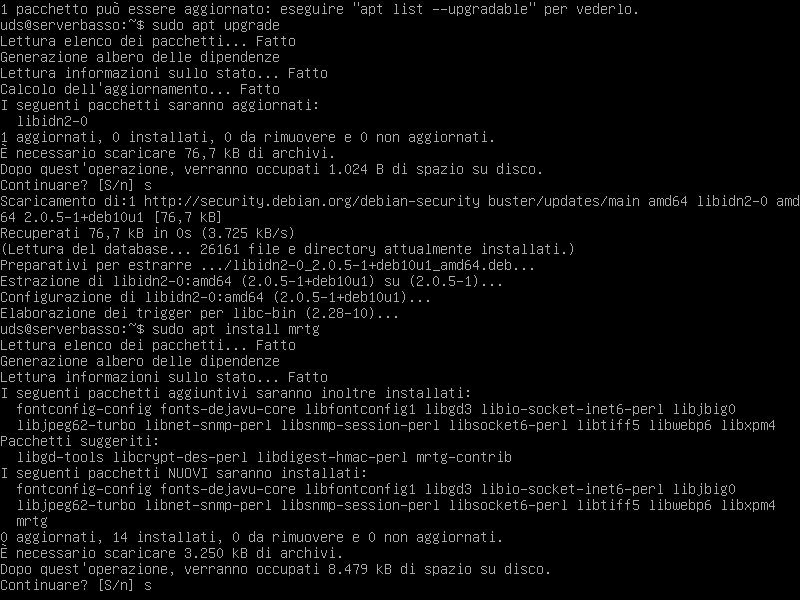 1 pacchetto può essere aggiornato: eseguire "apt list --upgradable" per vederlo.
uds@serverbasso:~$ sudo apt upgrade
Lettura elenco dei pacchetti... Fatto
Generazione albero delle dipendenze
Lettura informazioni sullo stato... Fatto
Calcolo dell'aggiornamento... Fatto
I seguenti pacchetti saranno aggiornati:
  libidn2-0
1 aggiornati, 0 installati, 0 da rimuovere e 0 non aggiornati.
È necessario scaricare 76,7 kB di archivi.
Dopo quest'operazione, verranno occupati 1.024 B di spazio su disco.
Continuare? [S/n] s
Scaricamento di:1 http://security.debian.org/debian-security buster/updates/main amd64 libidn2-0 amd
64 2.0.5-1+deb10u1 [76,7 kB]
Recuperati 76,7 kB in 0s (3.725 kB/s)
(Lettura del database... 26161 file e directory attualmente installati.)
Preparativi per estrarre .../libidn2-0_2.0.5-1+deb10u1_amd64.deb...
Estrazione di libidn2-0:amd64 (2.0.5-1+deb10u1) su (2.0.5-1)...
Configurazione di libidn2-0:amd64 (2.0.5-1+deb10u1)...
Elaborazione dei trigger per libc-bin (2.28-10)...
uds@serverbasso:~$ sudo apt install mrtg
Lettura elenco dei pacchetti... Fatto
Generazione albero delle dipendenze
Lettura informazioni sullo stato... Fatto
I seguenti pacchetti aggiuntivi saranno inoltre installati:
  fontconfig-config fonts-dejavu-core libfontconfig1 libgd3 libio-socket-inet6-perl libjbig0
  libjpeg62-turbo libnet-snmp-perl libsnmp-session-perl libsocket6-perl libtiff5 libwebp6 libxpm4
Pacchetti suggeriti:
  libgd-tools libcrypt-des-perl libdigest-hmac-perl mrtg-contrib
I seguenti pacchetti NUOVI saranno installati:
  fontconfig-config fonts-dejavu-core libfontconfig1 libgd3 libio-socket-inet6-perl libjbig0
  libjpeg62-turbo libnet-snmp-perl libsnmp-session-perl libsocket6-perl libtiff5 libwebp6 libxpm4
  mrtg
0 aggiornati, 14 installati, 0 da rimuovere e 0 non aggiornati.
È necessario scaricare 3.250 kB di archivi.
Dopo quest'operazione, verranno occupati 8.479 kB di spazio su disco.
Continuare? [S/n] s